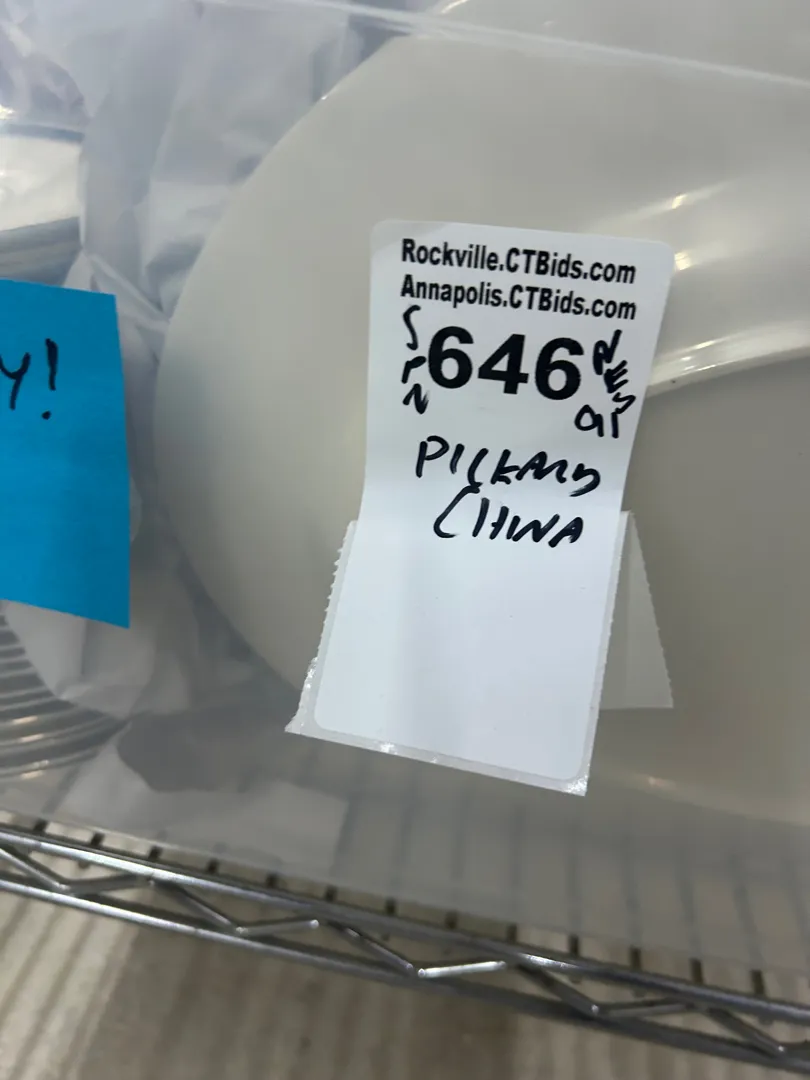 Rockville.CTBids.com
Annapolis.CTBids.com
646
PICKARD
CHINA
Y!